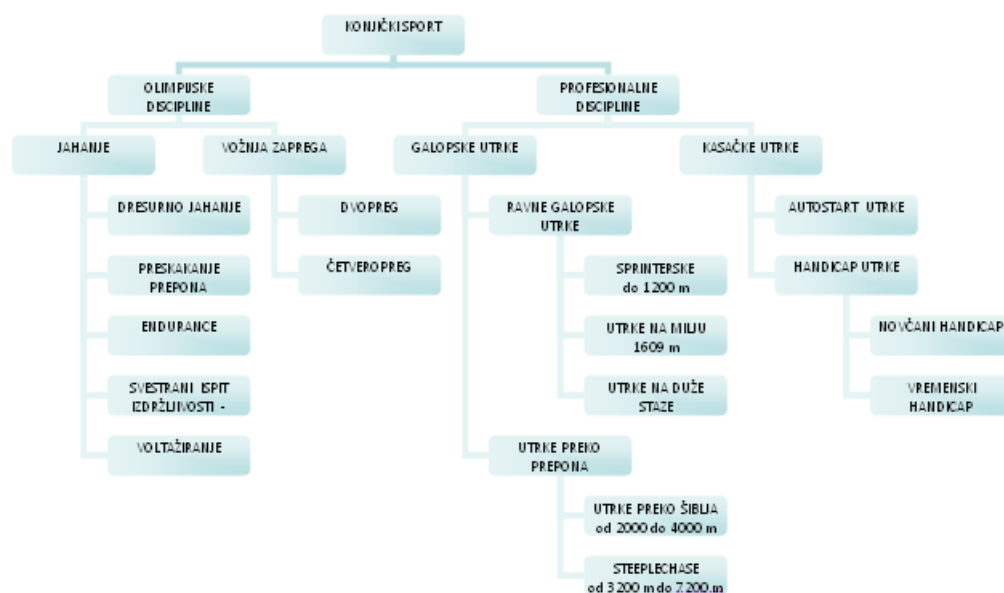 KONJIČKI SPORT
OLIMPIJSKE
DISCIPLINE
PROFESIONALNE
DISCIPLINE
JAHANJE
VOŽNJA ZAPREGA
GALOPSKE UTRKE
KASAČKE UTRKE
DRESURNO JAHANJE
DVOPREG
RAVNE GALOPSKE
UTRKE
AUTOSTART UTRKE
PRESKAKANJE
PREPONA
ČETVEROPREG
SPRINTERSKE
do 1200 m
HANDICAP UTRKE
ENDURANCE
UTRKE NA MILJU
1609 m
NOVČANI HANDICAP
SVESTRANI ISPIT
IZDRŽLJIVOSTI -
UTRKE NA DUŽE
STAZE
VREMENSKI
HANDICAP
VOLTAŽIRANJE
UTRKE PREKO
PREPONA
UTRKE PREKO ŠIBLJA
od 2000 do 4000 m
STEEPLECHASE
od 3200 m do 7200 m